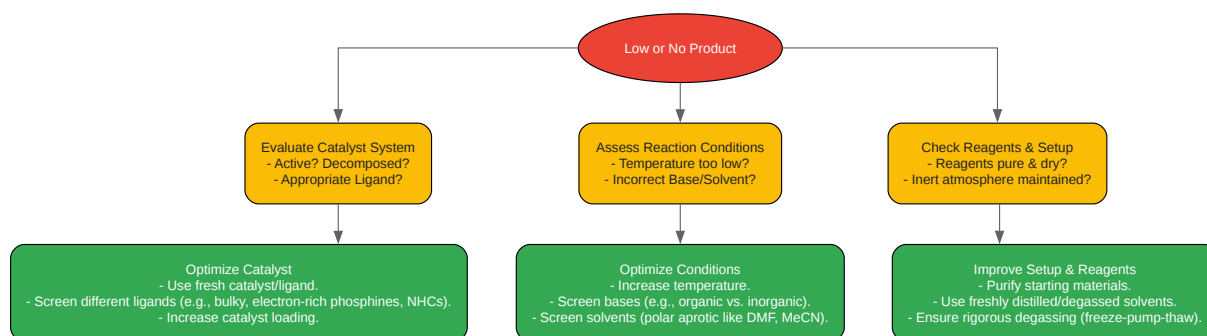 Low or No Product
Evaluate Catalyst System
- Active? Decomposed?
- Appropriate Ligand?
Assess Reaction Conditions
- Temperature too low?
- Incorrect Base/Solvent?
Check Reagents & Setup
- Reagents pure & dry?
- Inert atmosphere maintained?
Optimize Catalyst
- Use fresh catalyst/ligand.
- Screen different ligands (e.g., bulky, electron-rich phosphines, NHCs).
- Increase catalyst loading.
Optimize Conditions
- Increase temperature.
- Screen bases (e.g., organic vs. inorganic).
- Screen solvents (polar aprotic like DMF, MeCN).
Improve Setup & Reagents
- Purify starting materials.
- Use freshly distilled/degassed solvents.
- Ensure rigorous degassing (freeze-pump-thaw).